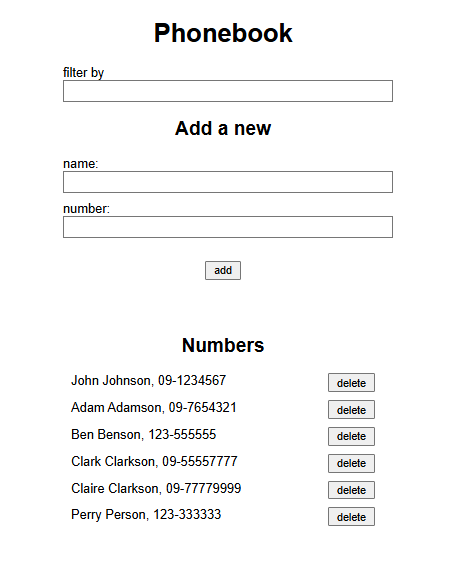 Phonebook
filter by
Add a new
name:
number:
add
Numbers
John Johnson, 09-1234567 delete
Adam Adamson, 09-7654321 delete
Ben Benson, 123-555555 delete
Clark Clarkson, 09-55557777 delete
Claire Clarkson, 09-77779999 delete
Perry Person, 123-333333 delete